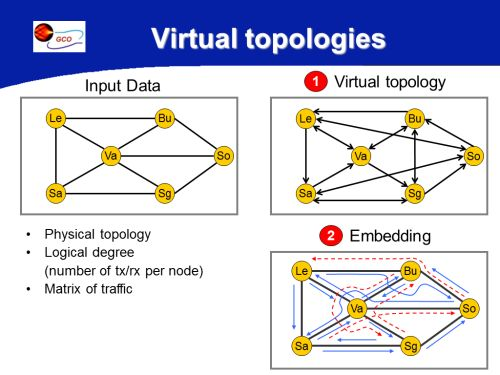 GCO
Virtual topologies
Input Data
1 Virtual topology
Le Bu
Va So
Sa Sg
Le Bu
Va So
Sa Sg
• Physical topology
• Logical degree
(number of tx/rx per node)
• Matrix of traffic
2 Embedding
Le Bu
Va So
Sa Sg